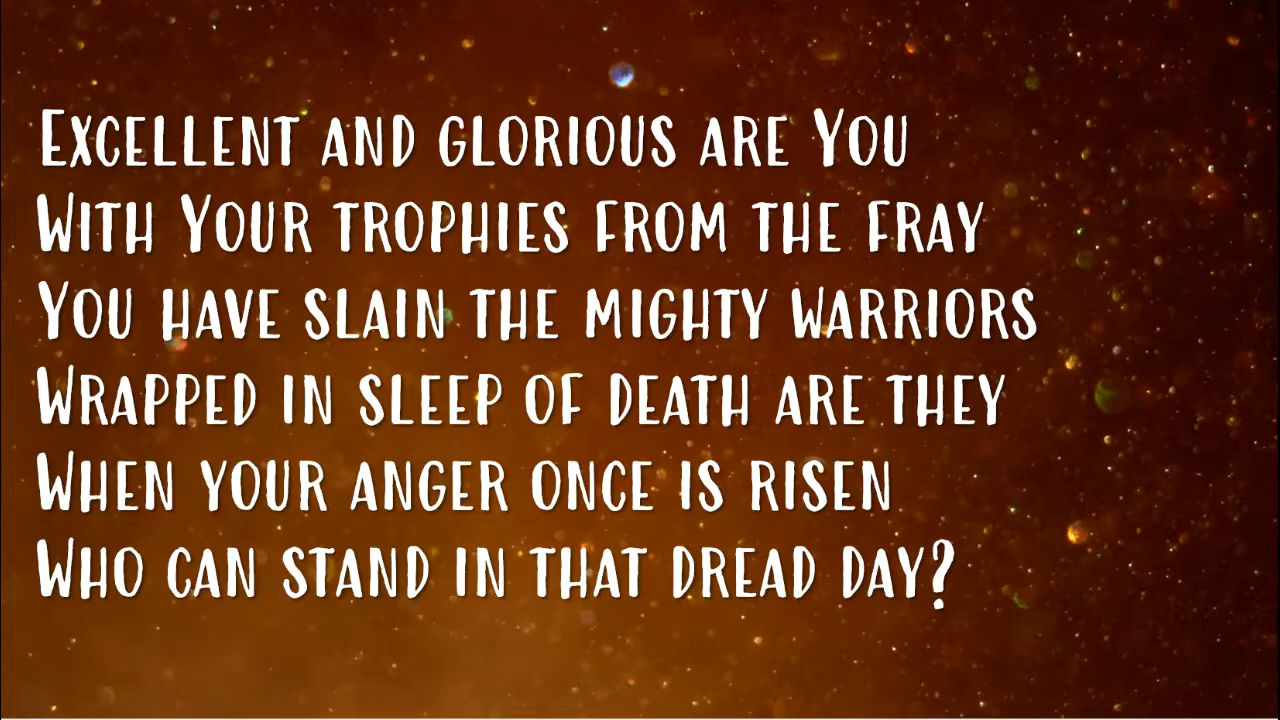 Excellent and glorious are You
With Your trophies from the fray
You have slain the mighty warriors
Wrapped in sleep of death are they
When your anger once is risen
Who can stand in that dread day?